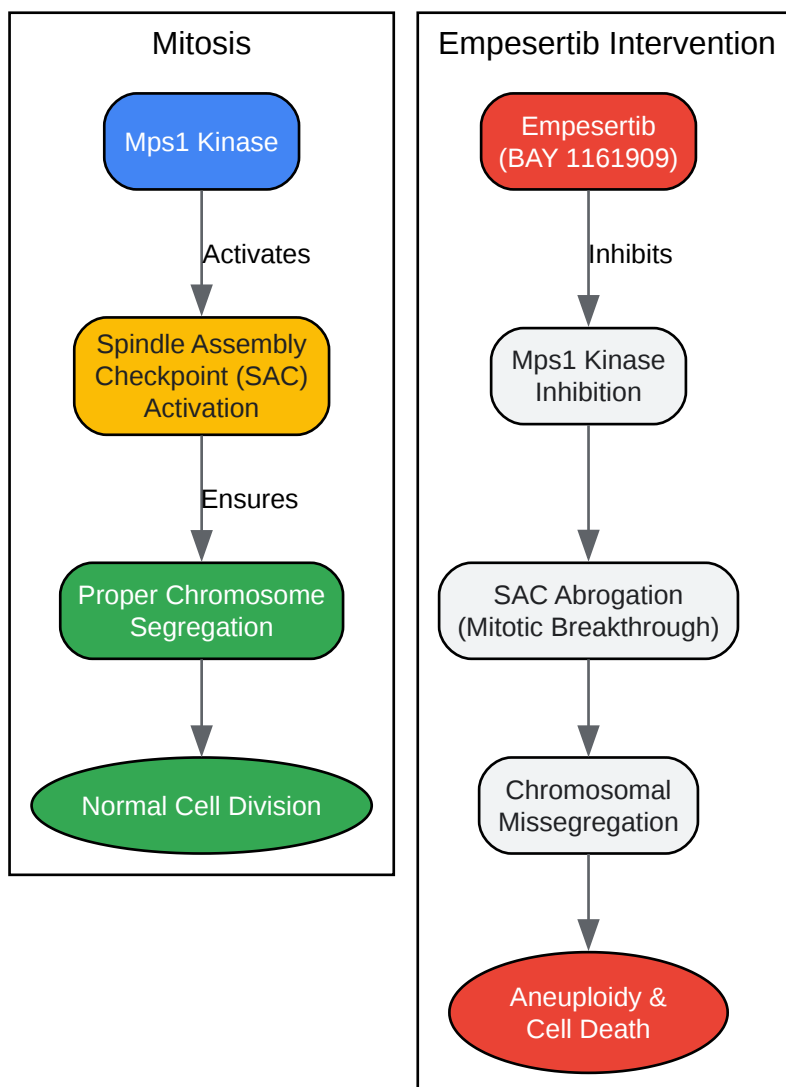 Mitosis
Mps1 Kinase
Activates
Spindle Assembly
Checkpoint (SAC)
Activation
Ensures
Proper Chromosome
Segregation
Normal Cell Division
Empesertib Intervention
Empesertib
(BAY 1161909)
Inhibits
Mps1 Kinase
Inhibition
SAC Abrogation
(Mitotic Breakthrough)
Chromosomal
Missegregation
Aneuploidy &
Cell Death